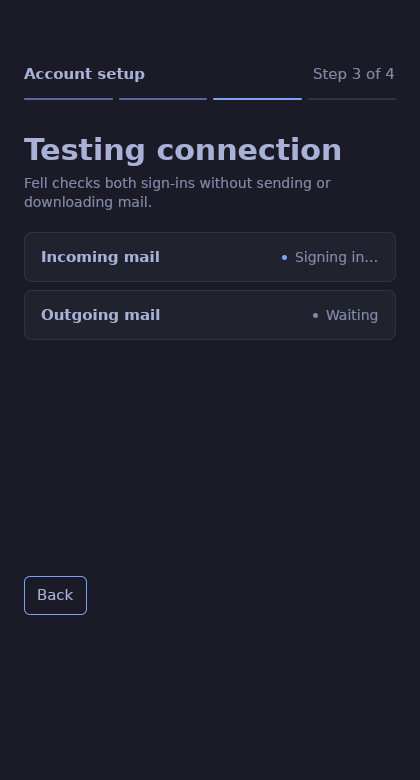 Account setup
Step 3 of 4
Testing connection
Fell checks both sign-ins without sending or
downloading mail.
Incoming mail
Signing in…
Outgoing mail
Waiting
Back